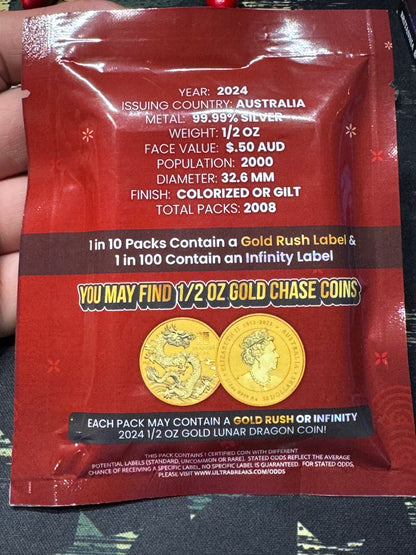 YEAR: 2024
ISSUING COUNTRY: AUSTRALIA
METAL: 99.99% SILVER
WEIGHT: 1/2 OZ
FACE VALUE: $.50 AUD
POPULATION: 2000
DIAMETER: 32.6 MM
FINISH: COLORIZED OR GILT
TOTAL PACKS: 2008
1 in 10 Packs Contain a Gold Rush Label &
1 in 100 Contain an Infinity Label
YOU MAY FIND 1/2 OZ GOLD CHASE COINS
EACH PACK MAY CONTAIN A GOLD RUSH OR INFINITY
2024 1/2 OZ GOLD LUNAR DRAGON COIN!
THIS PACK CONTAINS 1 CERTIFIED COIN WITH DIFFERENT
POTENTIAL LABELS (STANDARD, UNCOMMON OR RARE). STATED ODDS REFLECT THE AVERAGE
CHANCE OF RECEIVING A SPECIFIC LABEL. NO SPECIFIC LABEL IS GUARANTEED. FOR STATED ODDS,
PLEASE VISIT WWW.ULTRABREAKS.COM/ODDS